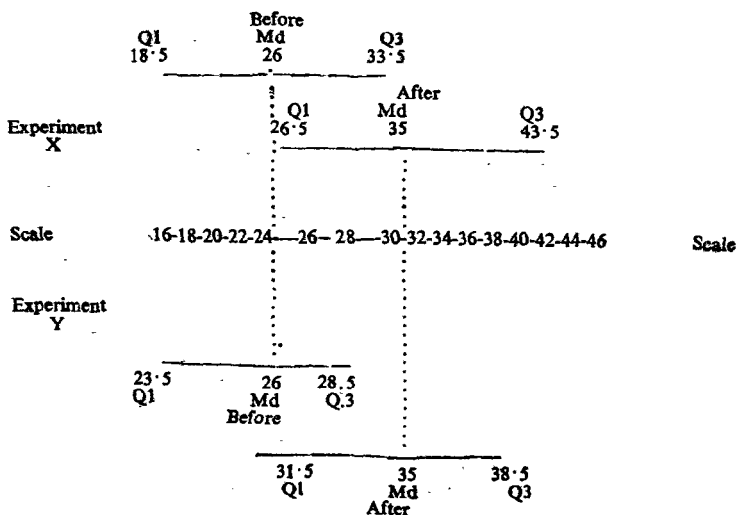 Before
Q1 Md Q3
18·5 26 33·5
After
Q1 Md Q3
26·5 35 43·5
Experiment
X
Scale 16-18-20-22-24—26—28—30-32-34-36-38-40-42-44-46 Scale
Experiment
Y
23·5 26 28.5
Q1 Md Q.3
Before
31·5 35 38·5
Q1 Md Q3
After